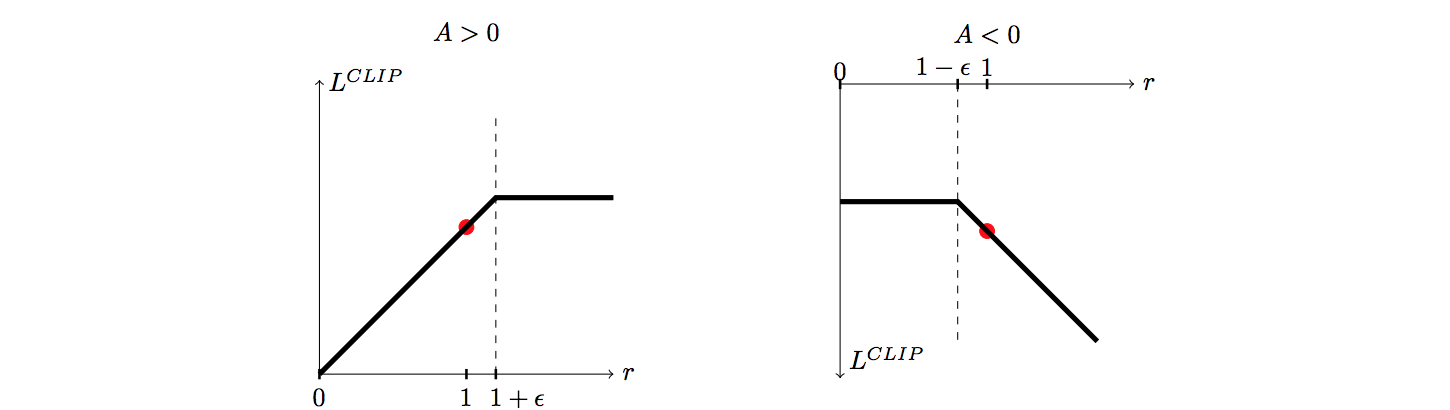 A > 0
L^{CLIP}
r
0
1
1 + ϵ
A < 0
0
1 − ϵ
1
r
L^{CLIP}